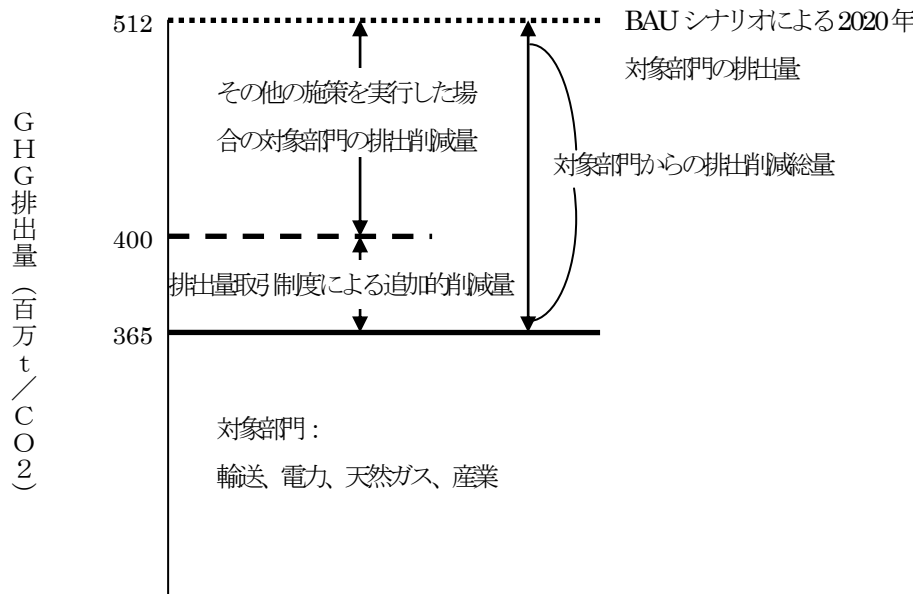 512
BAUシナリオによる2020年
対象部門の排出量
その他の施策を実行した場
合の対象部門の排出削減量
対象部門からの排出削減総量
GHG排出量(百万t/CO2)
400
排出量取引制度による追加的削減量
365
対象部門:
輸送、電力、天然ガス、産業